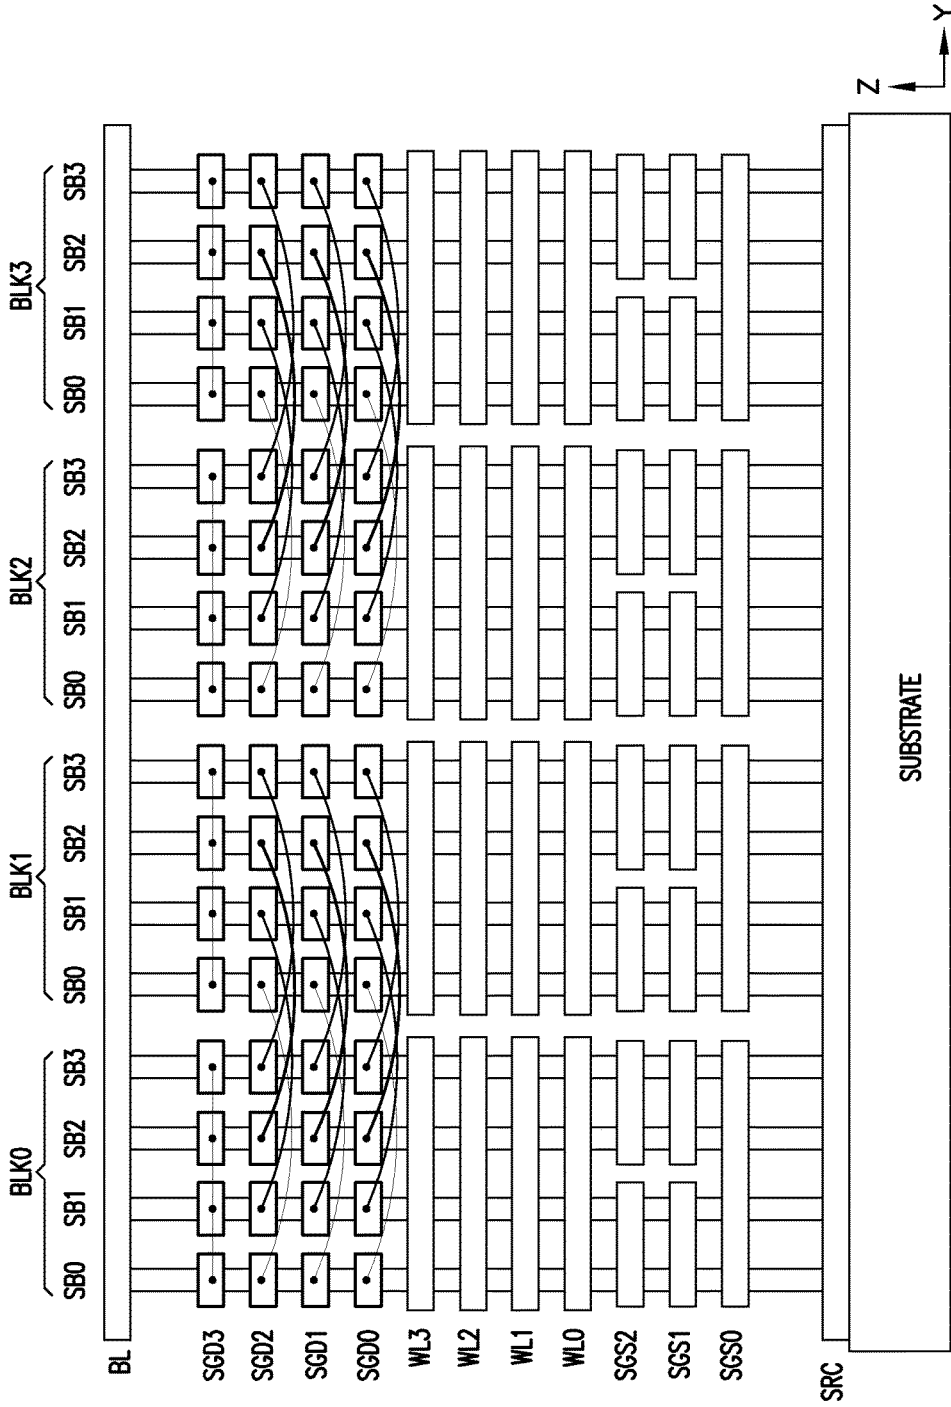 BLK0 BLK1 BLK2 BLK3
SB0 SB1 SB2 SB3 SB0 SB1 SB2 SB3 SB0 SB1 SB2 SB3 SB0 SB1 SB2 SB3
BL
SGD3
SGD2
SGD1
SGD0
WL3
WL2
WL1
WL0
SGS2
SGS1
SGS0
SRC
SUBSTRATE
Z
Y